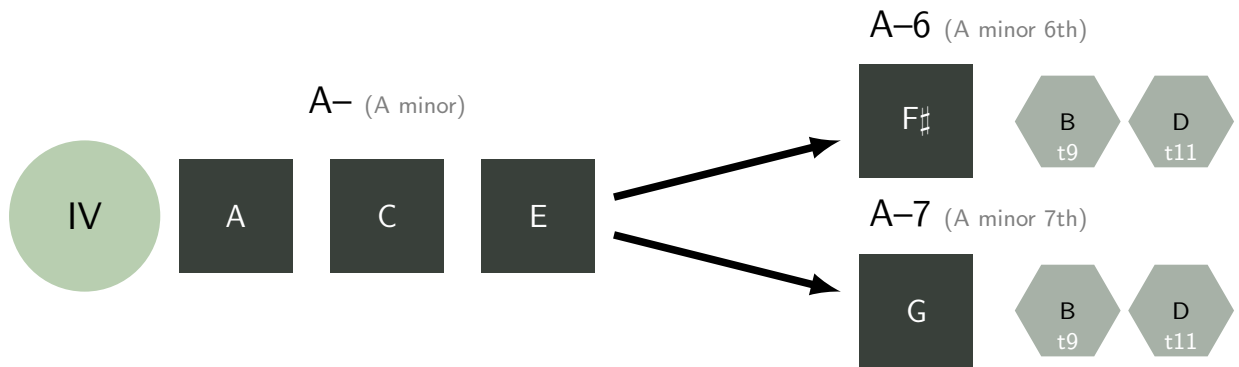 A–6 (A minor 6th)
A– (A minor)
F♯
B
t9
D
t11
IV
A
C
E
A–7 (A minor 7th)
G
B
t9
D
t11